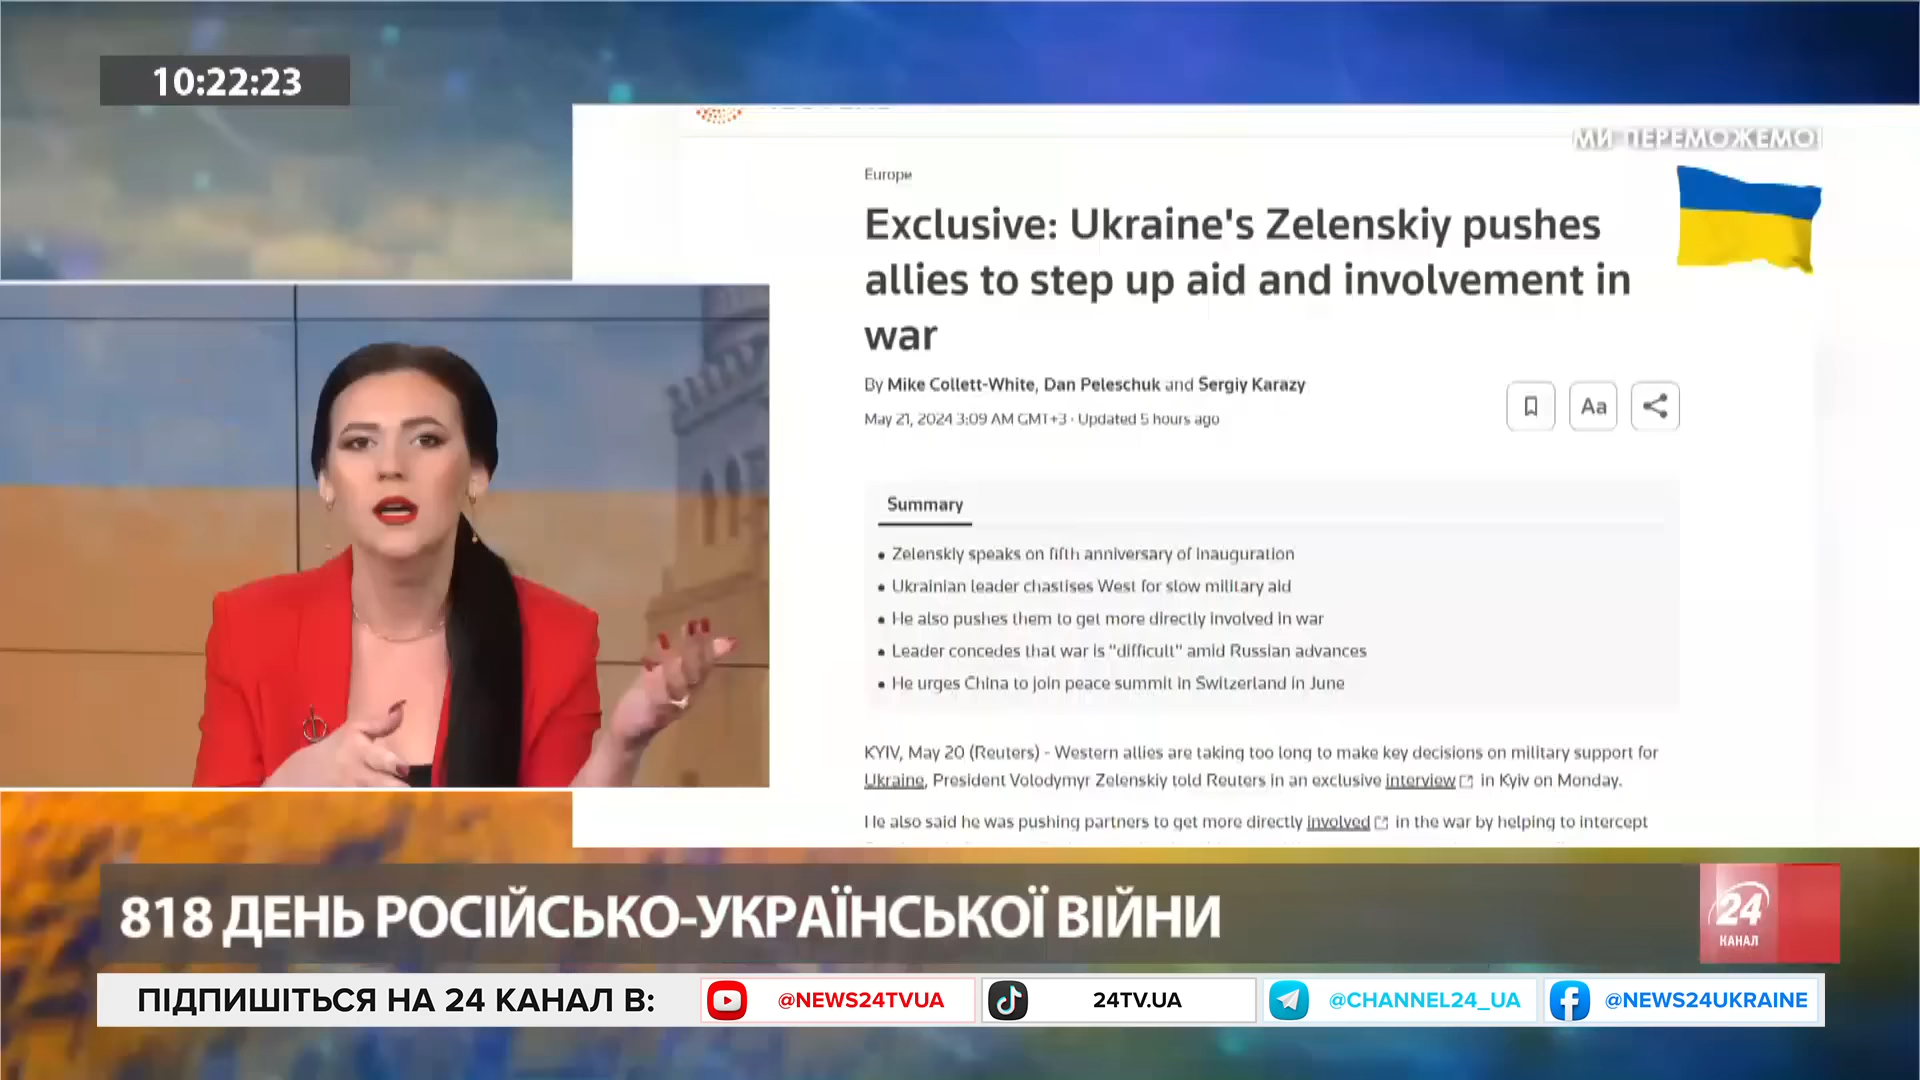 10:22:23
МИ ПЕРЕМОЖЕМО!
Europe
Exclusive: Ukraine's Zelenskiy pushes
allies to step up aid and involvement in
war
By Mike Collett-White, Dan Peleschuk and Sergiy Karazy
May 21, 2024 3:09 AM GMT+3 · Updated 5 hours ago
Aa
Summary
• Zelenskiy speaks on fifth anniversary of inauguration
• Ukrainian leader chastises West for slow military aid
• He also pushes them to get more directly involved in war
• Leader concedes that war is "difficult" amid Russian advances
• He urges China to join peace summit in Switzerland in June
KYIV, May 20 (Reuters) - Western allies are taking too long to make key decisions on military support for
Ukraine, President Volodymyr Zelenskiy told Reuters in an exclusive interview in Kyiv on Monday.
He also said he was pushing partners to get more directly involved in the war by helping to intercept
818 ДЕНЬ РОСІЙСЬКО-УКРАЇНСЬКОЇ ВІЙНИ
24
КАНАЛ
ПІДПИШІТЬСЯ НА 24 КАНАЛ В:
@NEWS24TVUA
24TV.UA
@CHANNEL24_UA
@NEWS24UKRAINE